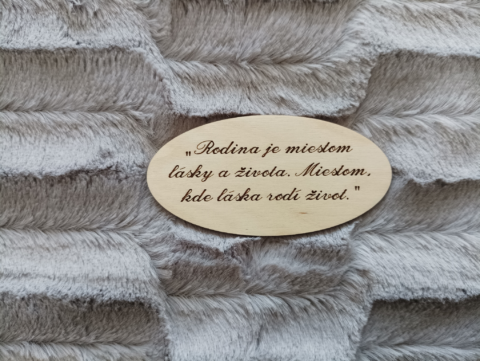 „Rodina je miestom
lásky a života. Miestom,
kde láska rodí život."